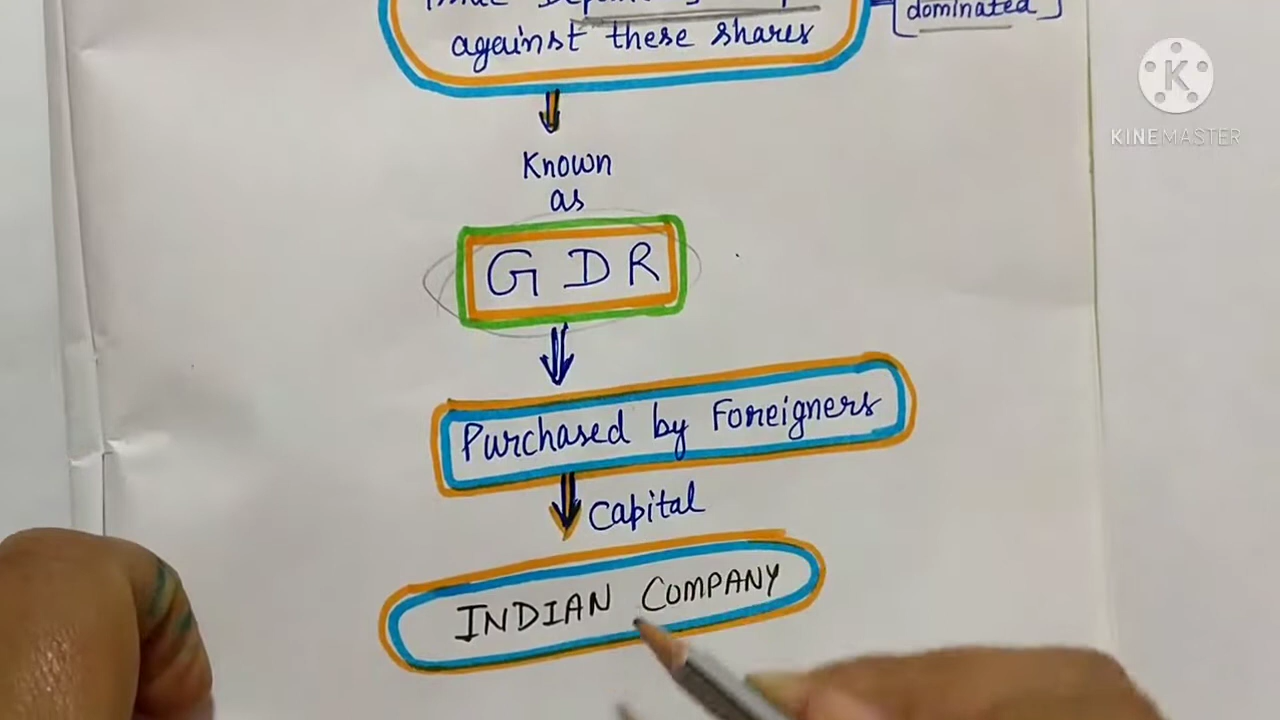 against these shares
dominated ]
Known
as
GDR
Purchased by Foreigners
Capital
INDIAN COMPANY
KINEMASTER